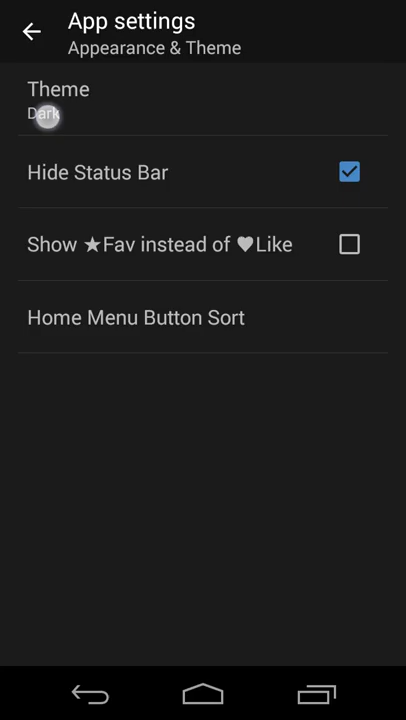 App settings
Appearance & Theme
Theme
Dark
Hide Status Bar
Show ★Fav instead of ♥Like
Home Menu Button Sort